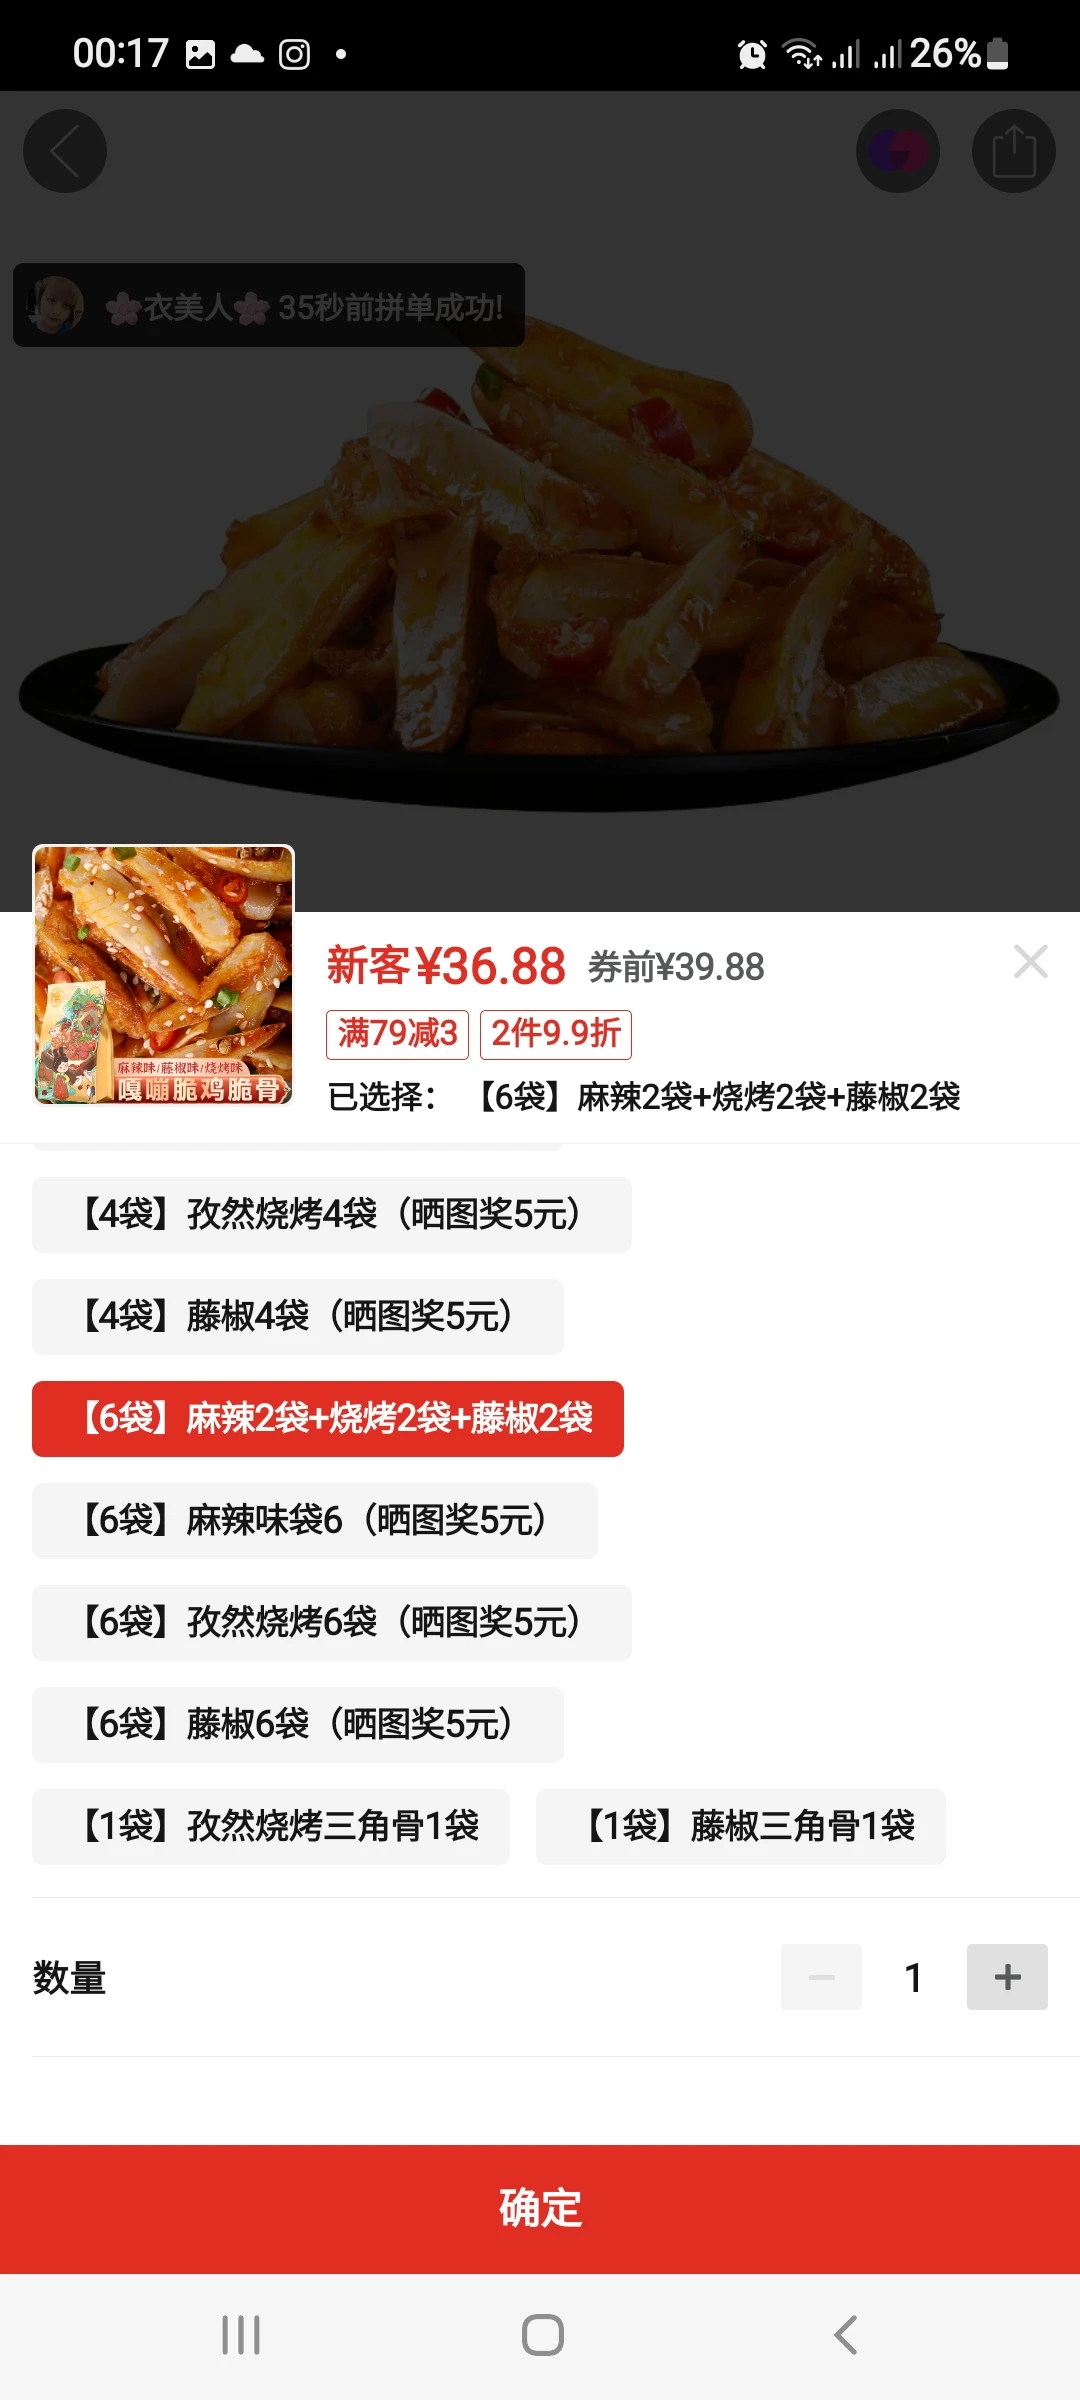 00:17
26%
🌸衣美人🌸 35秒前拼单成功!
麻辣味/藤椒味/烧烤味
嘎嘣脆鸡脆骨
新客¥36.88 券前¥39.88
满79减3 2件9.9折
已选择： 【6袋】麻辣2袋+烧烤2袋+藤椒2袋
【4袋】孜然烧烤4袋（晒图奖5元）
【4袋】藤椒4袋（晒图奖5元）
【6袋】麻辣2袋+烧烤2袋+藤椒2袋
【6袋】麻辣味袋6（晒图奖5元）
【6袋】孜然烧烤6袋（晒图奖5元）
【6袋】藤椒6袋（晒图奖5元）
【1袋】孜然烧烤三角骨1袋 【1袋】藤椒三角骨1袋
数量 1
确定